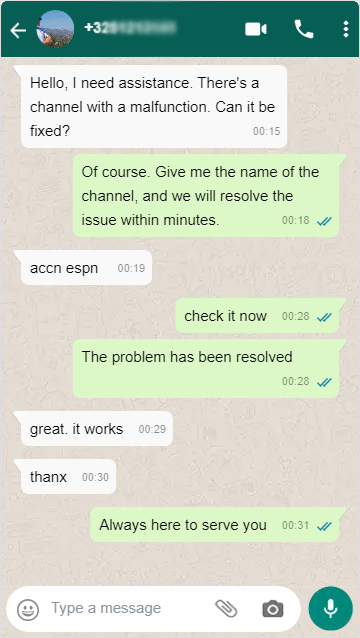 Hello, I need assistance. There's a
channel with a malfunction. Can it be
fixed?
00:15
Of course. Give me the name of the
channel, and we will resolve the
issue within minutes.
00:18
accn espn 00:19
check it now 00:28
The problem has been resolved
00:28
great. it works 00:29
thanx 00:30
Always here to serve you 00:31
Type a message